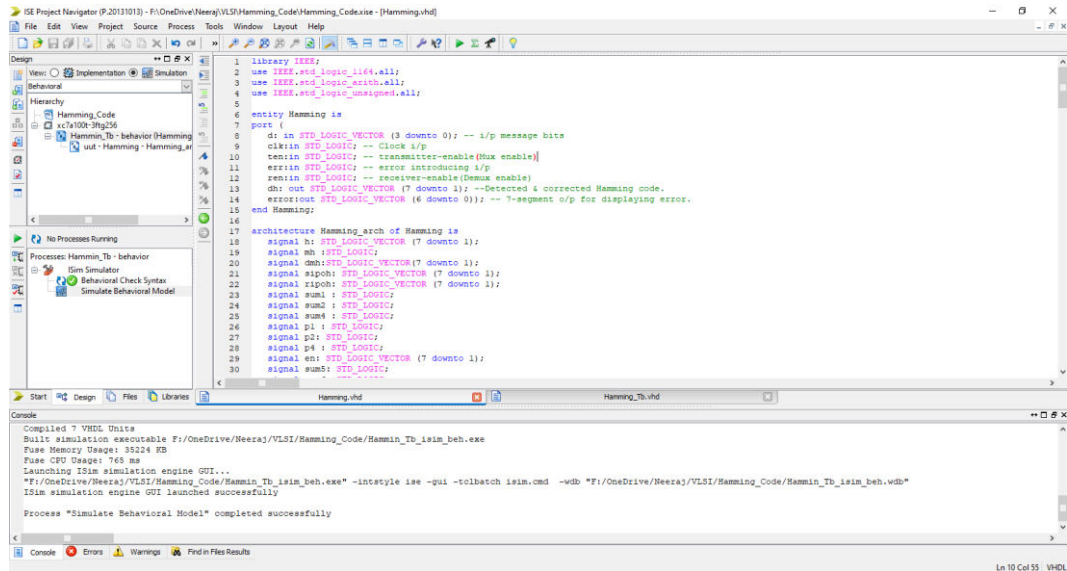 ISE Project Navigator (P.20131013) - F:\OneDrive\Neeraj\VLSI\Hamming_Code\Hamming_Code.xise - [Hamming.vhd]
File Edit View Project Source Process Tools Window Layout Help
Design
View: Implementation Simulation
Behavioral
Hierarchy
Hamming_Code
xc7a100t-3ftg256
Hammin_Tb - behavior (Hamming
uut - Hamming - Hamming_ar
No Processes Running
Processes: Hammin_Tb - behavior
ISim Simulator
Behavioral Check Syntax
Simulate Behavioral Model
1 library IEEE;
2 use IEEE.std_logic_1164.all;
3 use IEEE.std_logic_arith.all;
4 use IEEE.std_logic_unsigned.all;
5
6 entity Hamming is
7 port (
8 d: in STD_LOGIC_VECTOR (3 downto 0); -- i/p message bits
9 clk:in STD_LOGIC; -- Clock i/p
10 ten:in STD_LOGIC; -- transmitter-enable(Mux enable)
11 err:in STD_LOGIC; -- error introducing i/p
12 ren:in STD_LOGIC; -- receiver-enable(Demux enable)
13 dh: out STD_LOGIC_VECTOR (7 downto 1); --Detected & corrected Hamming code.
14 error:out STD_LOGIC_VECTOR (6 downto 0)); -- 7-segment o/p for displaying error.
15 end Hamming;
16
17 architecture Hamming_arch of Hamming is
18 signal h: STD_LOGIC_VECTOR (7 downto 1);
19 signal mh :STD_LOGIC;
20 signal dmh:STD_LOGIC_VECTOR(7 downto 1);
21 signal sipoh: STD_LOGIC_VECTOR (7 downto 1);
22 signal ripoh: STD_LOGIC_VECTOR (7 downto 1);
23 signal sum1 : STD_LOGIC;
24 signal sum2 : STD_LOGIC;
25 signal sum4 : STD_LOGIC;
26 signal p1 : STD_LOGIC;
27 signal p2: STD_LOGIC;
28 signal p4 : STD_LOGIC;
29 signal en: STD_LOGIC_VECTOR (7 downto 1);
30 signal sum5: STD_LOGIC;
Start Design Files Libraries Hamming.vhd Hamming_Tb.vhd
Console
Compiled 7 VHDL Units
Built simulation executable F:/OneDrive/Neeraj/VLSI/Hamming_Code/Hammin_Tb_isim_beh.exe
Fuse Memory Usage: 35224 KB
Fuse CPU Usage: 765 ms
Launching ISim simulation engine GUI...
"F:/OneDrive/Neeraj/VLSI/Hamming_Code/Hammin_Tb_isim_beh.exe" -intstyle ise -gui -tclbatch isim.cmd -wdb "F:/OneDrive/Neeraj/VLSI/Hamming_Code/Hammin_Tb_isim_beh.wdb"
ISim simulation engine GUI launched successfully
Process "Simulate Behavioral Model" completed successfully
Console Errors Warnings Find in Files Results
Ln 10 Col 55 VHDL